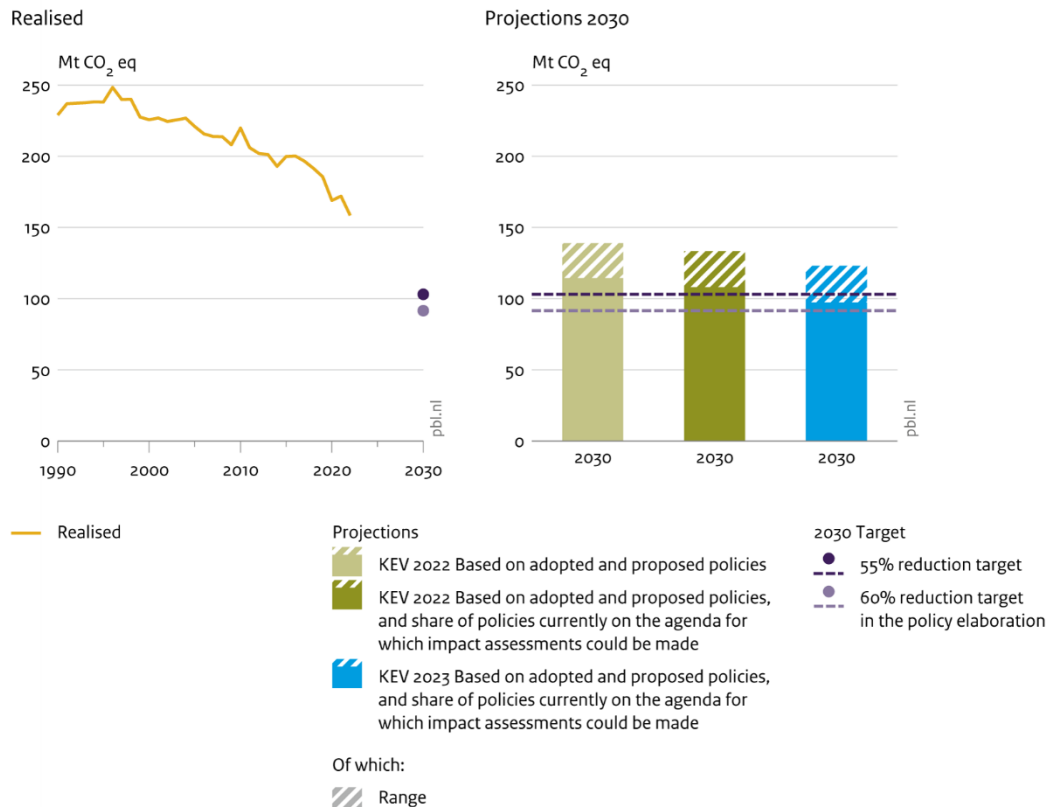 Realised
Mt CO₂ eq
250
200
150
100
50
0
1990
2000
2010
2020
2030
pbl.nl
Projections 2030
Mt CO₂ eq
250
200
150
100
50
0
2030
2030
2030
pbl.nl
Realised
Projections
KEV 2022 Based on adopted and proposed policies
KEV 2022 Based on adopted and proposed policies,
and share of policies currently on the agenda for
which impact assessments could be made
KEV 2023 Based on adopted and proposed policies,
and share of policies currently on the agenda for
which impact assessments could be made
Of which:
Range
2030 Target
55% reduction target
60% reduction target
in the policy elaboration